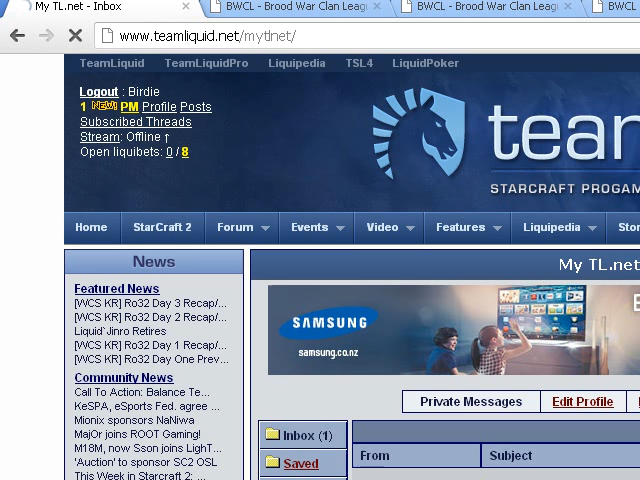 My TL.net - Inbox
BWCL - Brood War Clan Leagu
BWCL - Brood War Clan Leagu
BWCL
www.teamliquid.net/mytlnet/
TeamLiquid TeamLiquidPro Liquipedia TSL4 LiquidPoker
Logout : Birdie
1 NEW! PM Profile Posts
Subscribed Threads
Stream: Offline ↑
Open liquibets: 0 / 8
team
STARCRAFT PROGAM
Home StarCraft 2 Forum Events Video Features Liquipedia Stor
News
My TL.net
Featured News
[WCS KR] Ro32 Day 3 Recap/...
[WCS KR] Ro32 Day 2 Recap/...
Liquid`Jinro Retires
[WCS KR] Ro32 Day 1 Recap/...
[WCS KR] Ro32 Day One Prev...
Community News
Call To Action: Balance Te...
KeSPA, eSports Fed. agree ...
Mionix sponsors NaNiwa
MajOr joins ROOT Gaming!
M18M, now Sson joins LighT...
'Auction' to sponsor SC2 OSL
This Week in Starcraft 2: ...
SAMSUNG
samsung.co.nz
Private Messages Edit Profile
Inbox (1)
Saved
From Subject